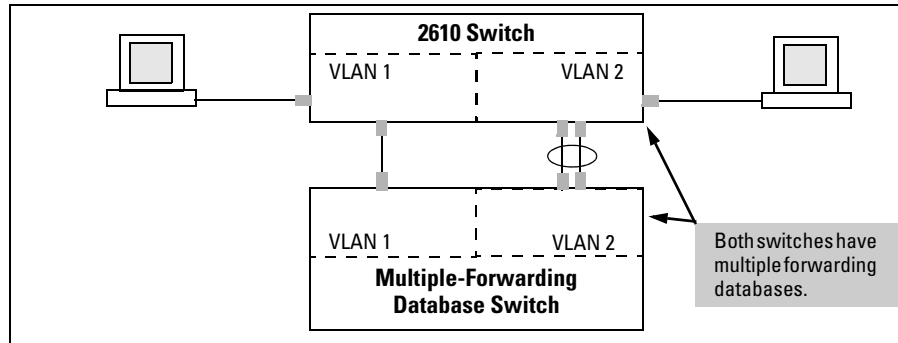 2610 Switch
VLAN 1
VLAN 2
VLAN 1
VLAN 2
Multiple-Forwarding
Database Switch
Both switches have
multiple forwarding
databases.